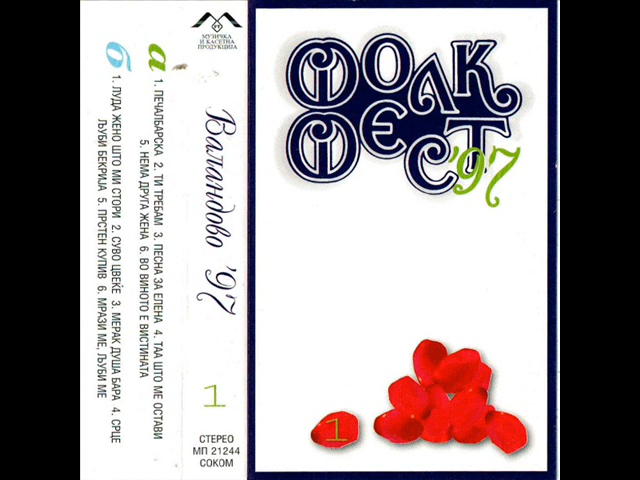 МУЗИЧКА
И КАСЕТНА
ПРОДУКЦИЈА
а
1. ПЕЧАЛБАРСКА 2. ТИ ТРЕБАМ 3. ПЕСНА ЗА ЕЛЕНА 4. ТАА ШТО МЕ ОСТАВИ
5. НЕМА ДРУГА ЖЕНА 6. ВО ВИНОТО Е ВИСТИНАТА
б
1. ЛУДА ЖЕНО ШТО МИ СТОРИ 2. СУВО ЦВЕЌЕ 3. МЕРАК ДУША БАРА 4. СРЦЕ
ЉУБИ БЕКРИЈА 5. ПРСТЕН КУПИВ 6. МРАЗИ МЕ, ЉУБИ МЕ
Валандово '97
1
СТЕРЕО
МП 21244
СОКОМ
ФОЛК
ФЕСТ '97
1